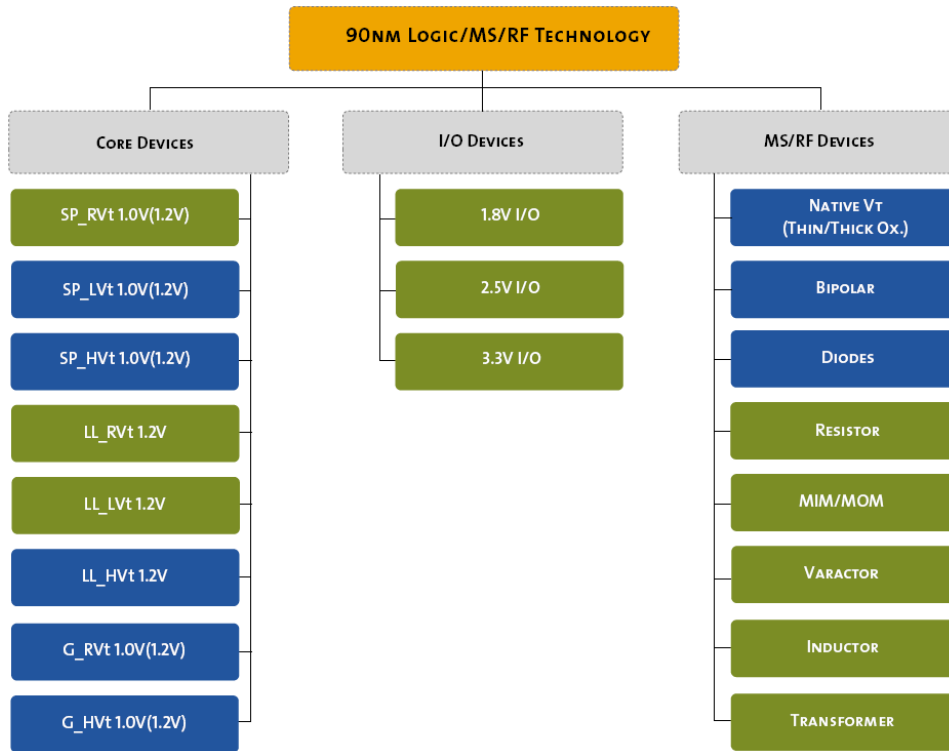 90nm Logic/MS/RF Technology
Core Devices
SP_RVt 1.0V(1.2V)
SP_LVt 1.0V(1.2V)
SP_HVt 1.0V(1.2V)
LL_RVt 1.2V
LL_LVt 1.2V
LL_HVt 1.2V
G_RVt 1.0V(1.2V)
G_HVt 1.0V(1.2V)
I/O Devices
1.8V I/O
2.5V I/O
3.3V I/O
MS/RF Devices
Native Vt
(Thin/Thick Ox.)
Bipolar
Diodes
Resistor
MIM/MOM
Varactor
Inductor
Transformer